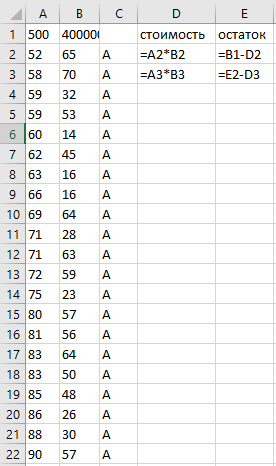 A B C D E
1 500 400000 стоимость остаток
2 52 65 A =A2*B2 =B1-D2
3 58 70 A =A3*B3 =E2-D3
4 59 32 A
5 59 53 A
6 60 14 A
7 62 45 A
8 63 16 A
9 66 16 A
10 69 64 A
11 71 28 A
12 71 63 A
13 72 59 A
14 75 23 A
15 80 57 A
16 81 56 A
17 83 64 A
18 83 50 A
19 85 48 A
20 86 26 A
21 88 30 A
22 90 57 A